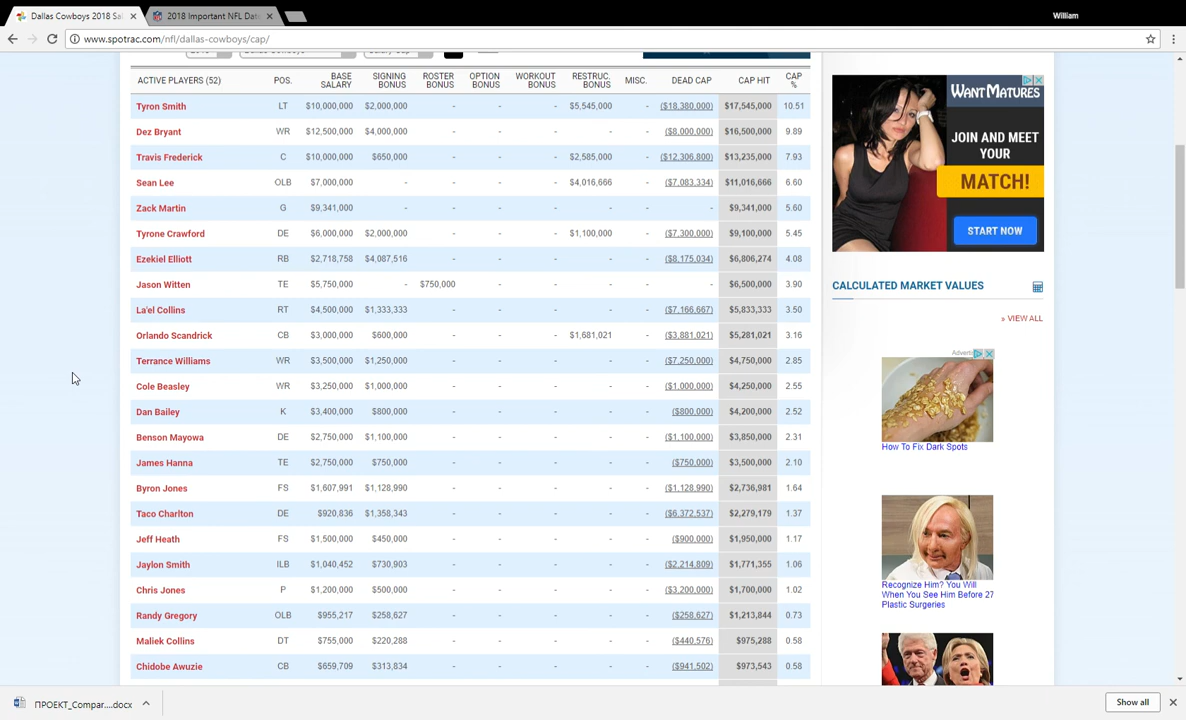 Dallas Cowboys 2018 Sal
2018 Important NFL Dat
William
www.spotrac.com/nfl/dallas-cowboys/cap/
ACTIVE PLAYERS (52) POS. BASE SALARY SIGNING BONUS ROSTER BONUS OPTION BONUS WORKOUT BONUS RESTRUC. BONUS MISC. DEAD CAP CAP HIT CAP %
Tyron Smith LT $10,000,000 $2,000,000 - - - $5,545,000 - ($18,380,000) $17,545,000 10.51
Dez Bryant WR $12,500,000 $4,000,000 - - - - - ($8,000,000) $16,500,000 9.89
Travis Frederick C $10,000,000 $650,000 - - - $2,585,000 - ($12,306,800) $13,235,000 7.93
Sean Lee OLB $7,000,000 - - - - $4,016,666 - ($7,083,334) $11,016,666 6.60
Zack Martin G $9,341,000 - - - - - - - $9,341,000 5.60
Tyrone Crawford DE $6,000,000 $2,000,000 - - - $1,100,000 - ($7,300,000) $9,100,000 5.45
Ezekiel Elliott RB $2,718,758 $4,087,516 - - - - - ($8,175,034) $6,806,274 4.08
Jason Witten TE $5,750,000 - $750,000 - - - - - $6,500,000 3.90
La'el Collins RT $4,500,000 $1,333,333 - - - - - ($7,166,667) $5,833,333 3.50
Orlando Scandrick CB $3,000,000 $600,000 - - - $1,681,021 - ($3,881,021) $5,281,021 3.16
Terrance Williams WR $3,500,000 $1,250,000 - - - - - ($7,250,000) $4,750,000 2.85
Cole Beasley WR $3,250,000 $1,000,000 - - - - - ($1,000,000) $4,250,000 2.55
Dan Bailey K $3,400,000 $800,000 - - - - - ($800,000) $4,200,000 2.52
Benson Mayowa DE $2,750,000 $1,100,000 - - - - - ($1,100,000) $3,850,000 2.31
James Hanna TE $2,750,000 $750,000 - - - - - ($750,000) $3,500,000 2.10
Byron Jones FS $1,607,991 $1,128,990 - - - - - ($1,128,990) $2,736,981 1.64
Taco Charlton DE $920,836 $1,358,343 - - - - - ($6,372,537) $2,279,179 1.37
Jeff Heath FS $1,500,000 $450,000 - - - - - ($900,000) $1,950,000 1.17
Jaylon Smith ILB $1,040,452 $730,903 - - - - - ($2,214,809) $1,771,355 1.06
Chris Jones P $1,200,000 $500,000 - - - - - ($3,200,000) $1,700,000 1.02
Randy Gregory OLB $955,217 $258,627 - - - - - ($258,627) $1,213,844 0.73
Maliek Collins DT $755,000 $220,288 - - - - - ($440,576) $975,288 0.58
Chidobe Awuzie CB $659,709 $313,834 - - - - - ($941,502) $973,543 0.58
WANTMATURES
JOIN AND MEET
YOUR
MATCH!
START NOW
CALCULATED MARKET VALUES
» VIEW ALL
How To Fix Dark Spots
Recognize Him? You Will
When You See Him Before 27
Plastic Surgeries
ПРОЕКТ_Compar....docx
Show all